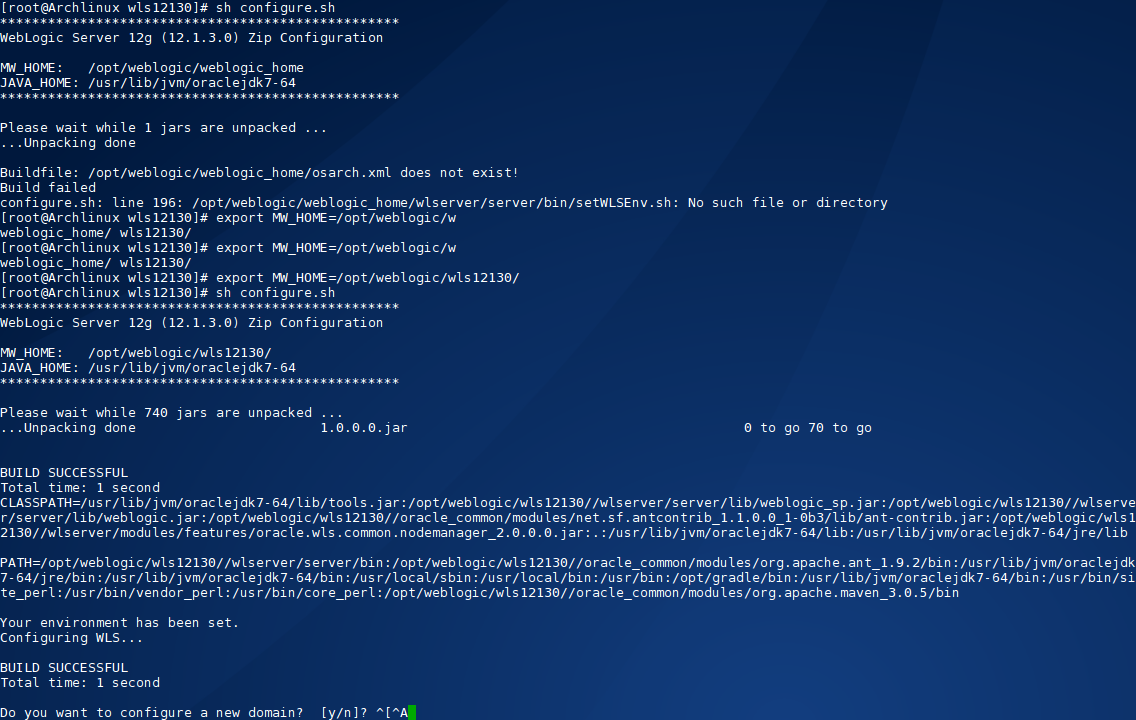 [root@Archlinux wls12130]# sh configure.sh
**************************************************
WebLogic Server 12g (12.1.3.0) Zip Configuration
MW_HOME:   /opt/weblogic/weblogic_home
JAVA_HOME: /usr/lib/jvm/oraclejdk7-64
**************************************************
Please wait while 1 jars are unpacked ...
...Unpacking done
Buildfile: /opt/weblogic/weblogic_home/osarch.xml does not exist!
Build failed
configure.sh: line 196: /opt/weblogic/weblogic_home/wlserver/server/bin/setWLSEnv.sh: No such file or directory
[root@Archlinux wls12130]# export MW_HOME=/opt/weblogic/w
weblogic_home/ wls12130/
[root@Archlinux wls12130]# export MW_HOME=/opt/weblogic/w
weblogic_home/ wls12130/
[root@Archlinux wls12130]# export MW_HOME=/opt/weblogic/wls12130/
[root@Archlinux wls12130]# sh configure.sh
**************************************************
WebLogic Server 12g (12.1.3.0) Zip Configuration
MW_HOME:   /opt/weblogic/wls12130/
JAVA_HOME: /usr/lib/jvm/oraclejdk7-64
**************************************************
Please wait while 740 jars are unpacked ...
...Unpacking done                       1.0.0.0.jar                                          0 to go 70 to go
BUILD SUCCESSFUL
Total time: 1 second
CLASSPATH=/usr/lib/jvm/oraclejdk7-64/lib/tools.jar:/opt/weblogic/wls12130//wlserver/server/lib/weblogic_sp.jar:/opt/weblogic/wls12130//wlserve
r/server/lib/weblogic.jar:/opt/weblogic/wls12130//oracle_common/modules/net.sf.antcontrib_1.1.0.0_1-0b3/lib/ant-contrib.jar:/opt/weblogic/wls1
2130//wlserver/modules/features/oracle.wls.common.nodemanager_2.0.0.0.jar:.:/usr/lib/jvm/oraclejdk7-64/lib:/usr/lib/jvm/oraclejdk7-64/jre/lib
PATH=/opt/weblogic/wls12130//wlserver/server/bin:/opt/weblogic/wls12130//oracle_common/modules/org.apache.ant_1.9.2/bin:/usr/lib/jvm/oraclejdk
7-64/jre/bin:/usr/lib/jvm/oraclejdk7-64/bin:/usr/local/sbin:/usr/local/bin:/usr/bin:/opt/gradle/bin:/usr/lib/jvm/oraclejdk7-64/bin:/usr/bin/si
te_perl:/usr/bin/vendor_perl:/usr/bin/core_perl:/opt/weblogic/wls12130//oracle_common/modules/org.apache.maven_3.0.5/bin
Your environment has been set.
Configuring WLS...
BUILD SUCCESSFUL
Total time: 1 second
Do you want to configure a new domain?  [y/n]? ^[^A